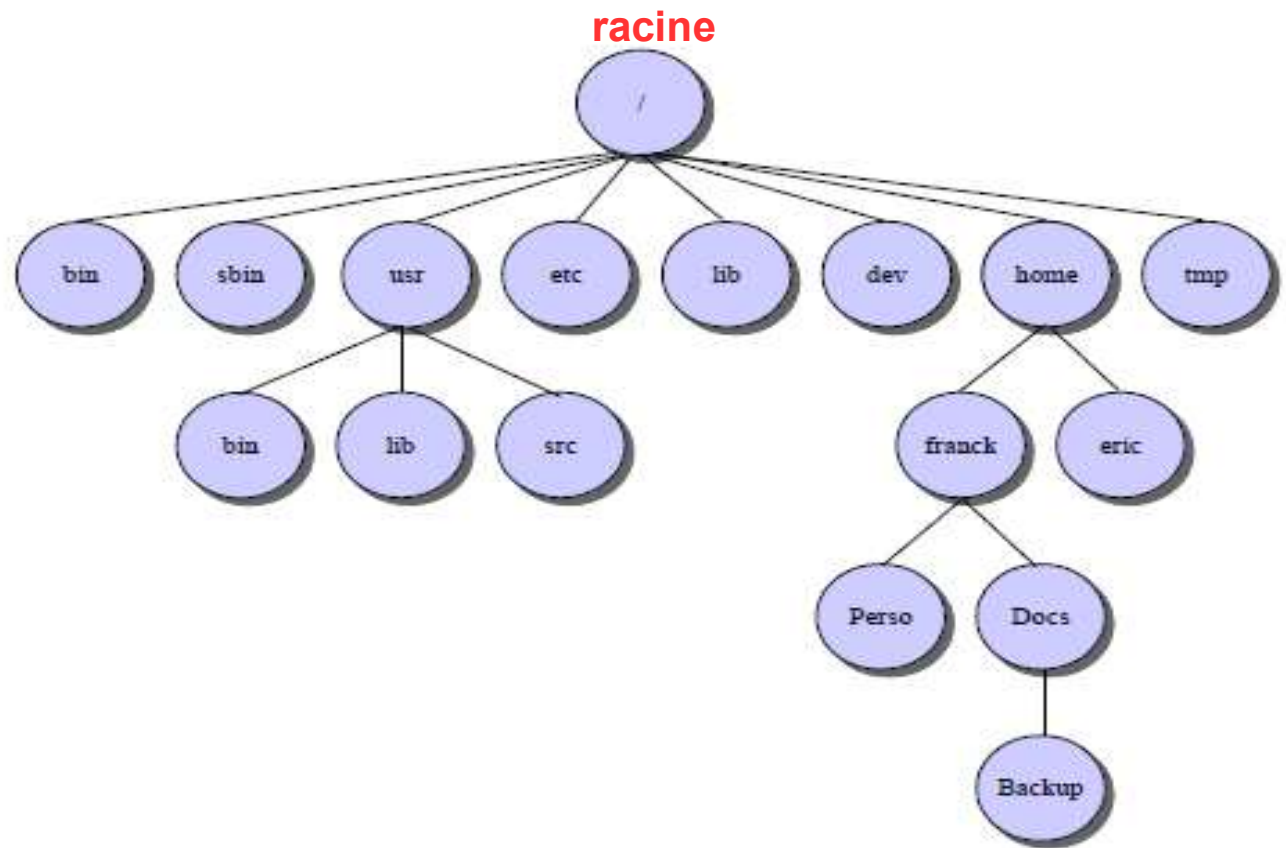 racine
/
bin sbin usr etc lib dev home tmp
bin lib src franck eric
Perso Docs
Backup